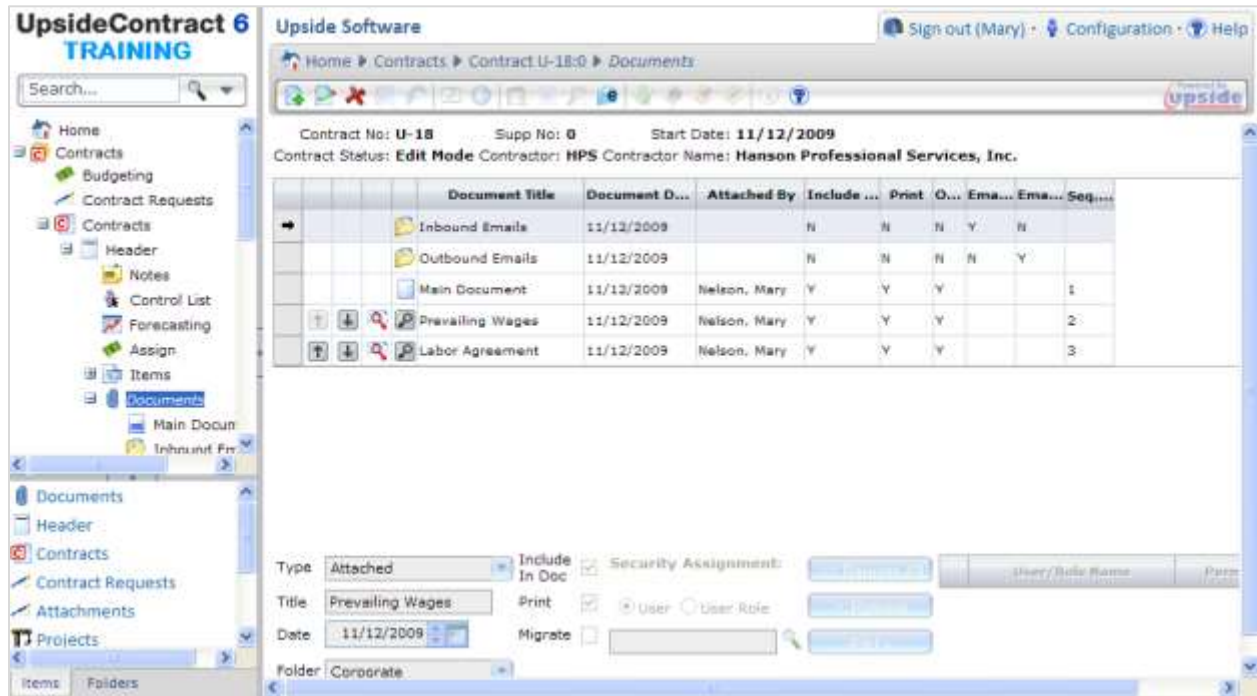 UpsideContract 6
TRAINING
Search...
Home
Contracts
Budgeting
Contract Requests
Contracts
Header
Notes
Control List
Forecasting
Assign
Items
Documents
Main Docun
Inbound Em
Documents
Header
Contracts
Contract Requests
Attachments
Projects
Items Folders
Upside Software
Sign out (Mary) · Configuration · Help
Home Contracts Contract U-18:0 Documents
Powered by
upside
Contract No: U-18 Supp No: 0 Start Date: 11/12/2009
Contract Status: Edit Mode Contractor: HPS Contractor Name: Hanson Professional Services, Inc.
Document Title Document D... Attached By Include ... Print O... Ema... Ema... Seq....
Inbound Emails 11/12/2009 N N N Y N
Outbound Emails 11/12/2009 N N N N Y
Main Document 11/12/2009 Nelson, Mary Y Y Y 1
Prevailing Wages 11/12/2009 Nelson, Mary Y Y Y 2
Labor Agreement 11/12/2009 Nelson, Mary Y Y Y 3
Type Attached Include In Doc Security Assignment: User/Role Name Perm
Title Prevailing Wages Print User User Role
Date 11/12/2009 Migrate
Folder Corporate